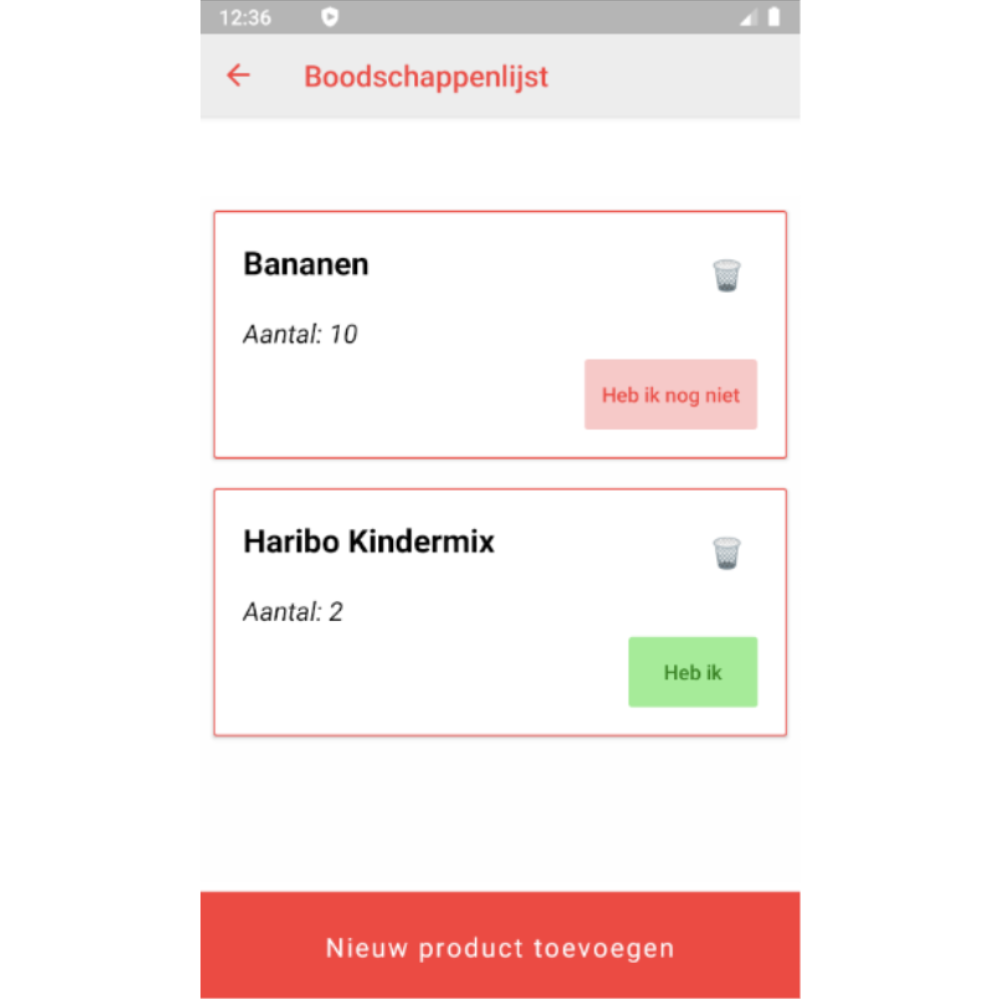 12:36
Boodschappenlijst
Bananen
Aantal: 10
Heb ik nog niet
Haribo Kindermix
Aantal: 2
Heb ik
Nieuw product toevoegen